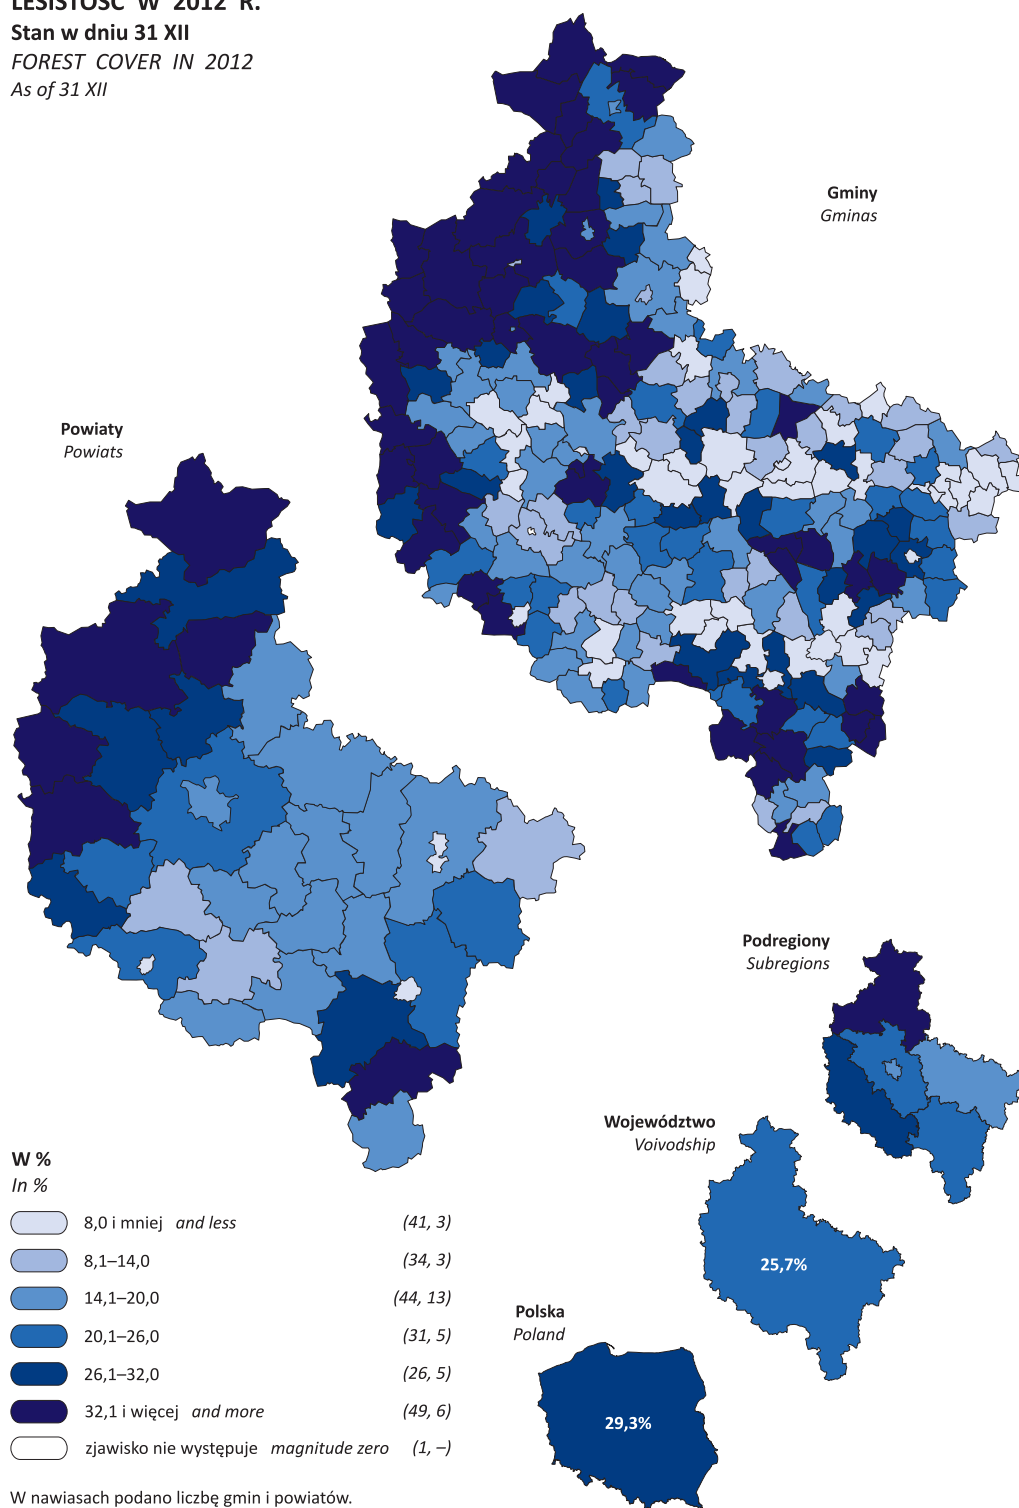 LESISTOŚĆ W 2012 R.
Stan w dniu 31 XII
FOREST COVER IN 2012
As of 31 XII
Gminy
Gminas
Powiaty
Powiats
Podregiony
Subregions
Województwo
Voivodship
25,7%
Polska
Poland
29,3%
W %
In %
8,0 i mniej and less (41, 3)
8,1–14,0 (34, 3)
14,1–20,0 (44, 13)
20,1–26,0 (31, 5)
26,1–32,0 (26, 5)
32,1 i więcej and more (49, 6)
zjawisko nie występuje magnitude zero (1, –)
W nawiasach podano liczbę gmin i powiatów.